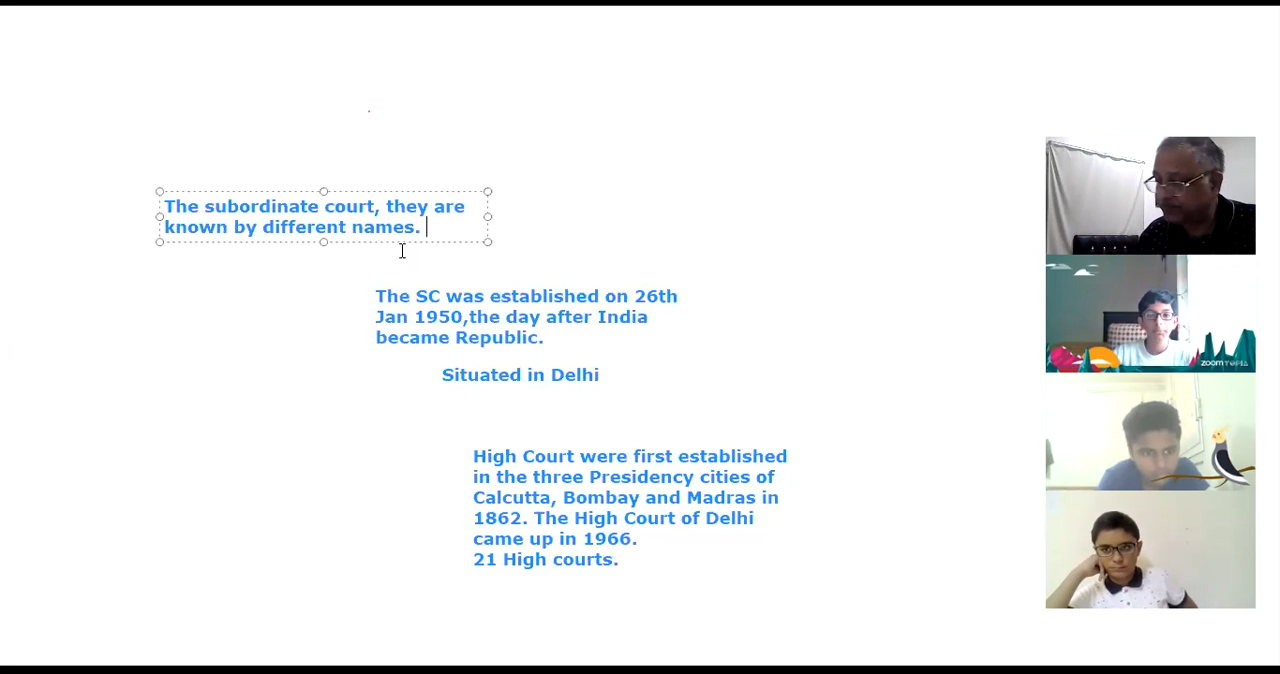 The subordinate court, they are
known by different names.
The SC was established on 26th
Jan 1950,the day after India
became Republic.
Situated in Delhi
High Court were first established
in the three Presidency cities of
Calcutta, Bombay and Madras in
1862. The High Court of Delhi
came up in 1966.
21 High courts.
zoomtopia